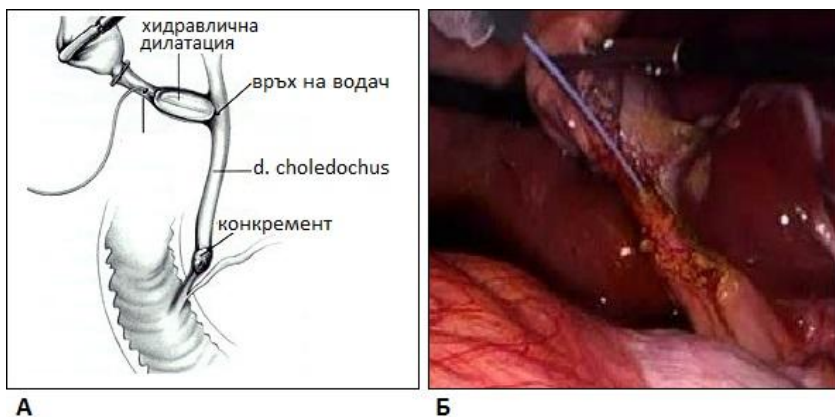 хидравлична
дилатация
връх на водач
d. choledochus
конкремент
А
Б